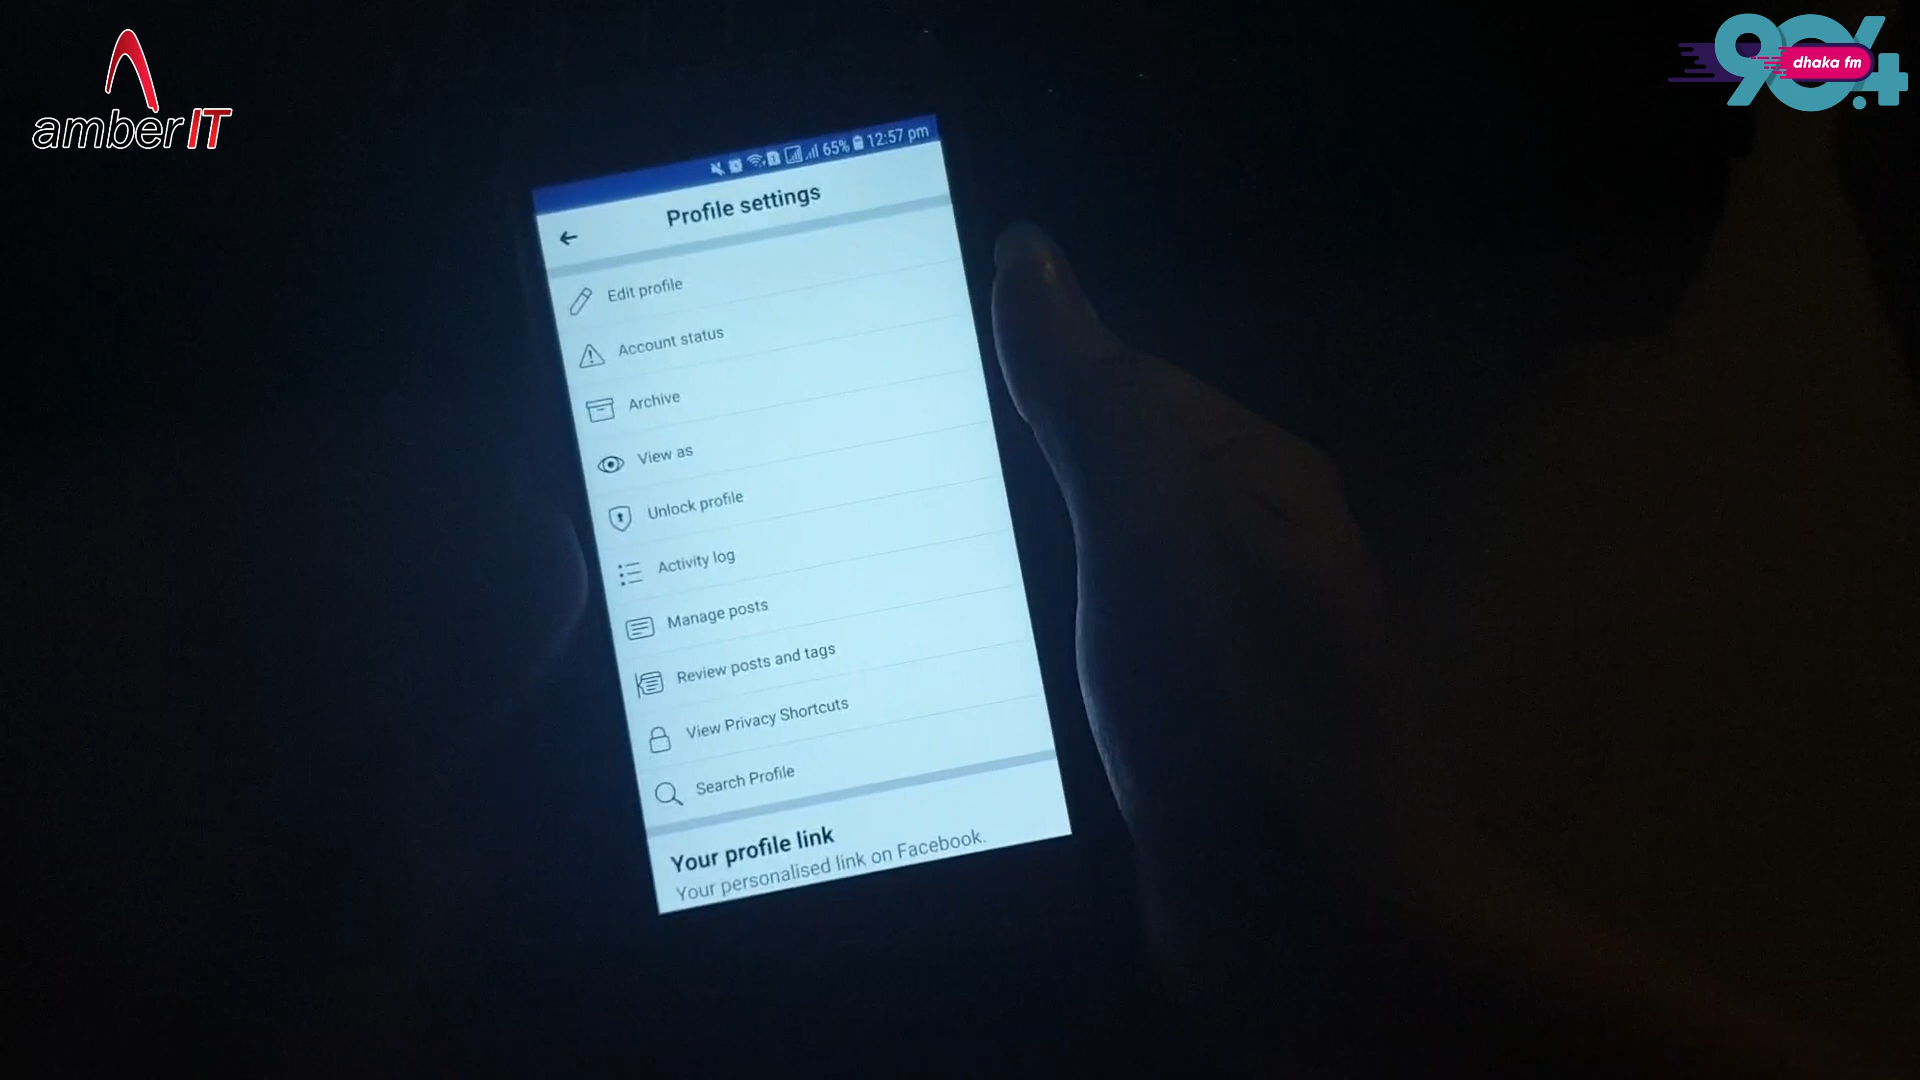 amber IT
90.4
dhaka fm
65% 12:57 pm
Profile settings
Edit profile
Account status
Archive
View as
Unlock profile
Activity log
Manage posts
Review posts and tags
View Privacy Shortcuts
Search Profile
Your profile link
Your personalised link on Facebook.